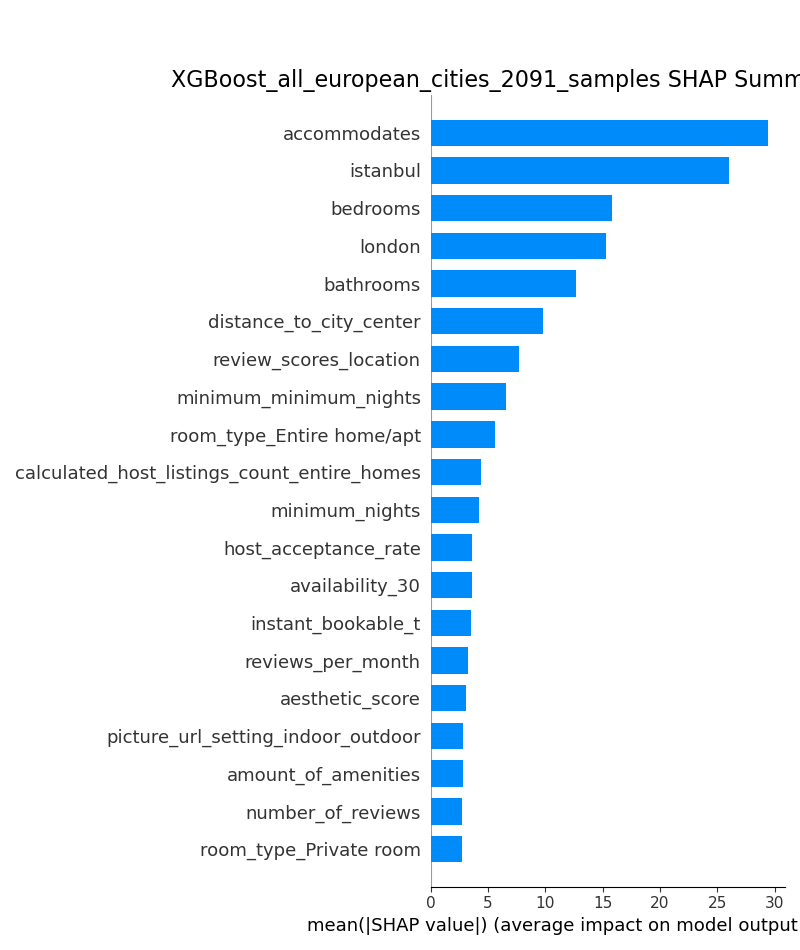 XGBoost_all_european_cities_2091_samples SHAP Summ
accommodates
istanbul
bedrooms
london
bathrooms
distance_to_city_center
review_scores_location
minimum_minimum_nights
room_type_Entire home/apt
calculated_host_listings_count_entire_homes
minimum_nights
host_acceptance_rate
availability_30
instant_bookable_t
reviews_per_month
aesthetic_score
picture_url_setting_indoor_outdoor
amount_of_amenities
number_of_reviews
room_type_Private room
0 5 10 15 20 25 30
mean(|SHAP value|) (average impact on model output